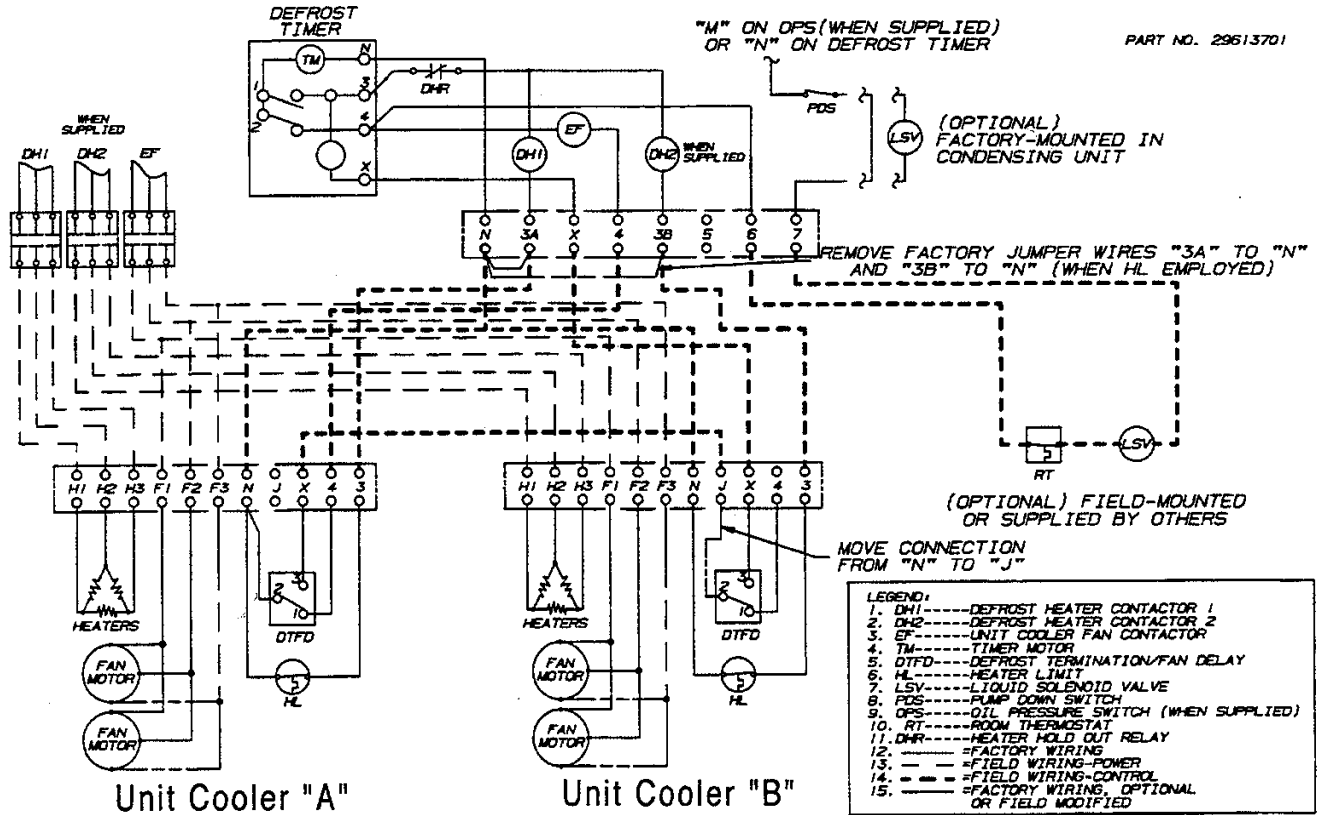 DEFROST
TIMER
"M" ON OPS(WHEN SUPPLIED)
OR "N" ON DEFROST TIMER
PART NO. 29613701
TM
N
1
3
2
4
X
DHR
EF
DH1
DH2
WHEN
SUPPLIED
PDS
LSV
(OPTIONAL)
FACTORY-MOUNTED IN
CONDENSING UNIT
WHEN
SUPPLIED
DH1 DH2 EF
N 3A X 4 3B 5 6 7
REMOVE FACTORY JUMPER WIRES "3A" TO "N"
AND "3B" TO "N" (WHEN HL EMPLOYED)
RT
LSV
(OPTIONAL) FIELD-MOUNTED
OR SUPPLIED BY OTHERS
H1 H2 H3 F1 F2 F3 N J X 4 3
H1 H2 H3 F1 F2 F3 N J X 4 3
MOVE CONNECTION
FROM "N" TO "J"
2 3
1
HEATERS
DTFD
FAN
MOTOR
HL
FAN
MOTOR
Unit Cooler "A"
2 3
1
HEATERS
DTFD
FAN
MOTOR
HL
FAN
MOTOR
Unit Cooler "B"
LEGEND:
1. DH1-----DEFROST HEATER CONTACTOR 1
2. DH2-----DEFROST HEATER CONTACTOR 2
3. EF------UNIT COOLER FAN CONTACTOR
4. TM------TIMER MOTOR
5. DTFD----DEFROST TERMINATION/FAN DELAY
6. HL------HEATER LIMIT
7. LSV-----LIQUID SOLENOID VALVE
8. PDS-----PUMP DOWN SWITCH
9. OPS-----OIL PRESSURE SWITCH (WHEN SUPPLIED)
10. RT-----ROOM THERMOSTAT
11. DHR-----HEATER HOLD OUT RELAY
12. =FACTORY WIRING
13. =FIELD WIRING-POWER
14. =FIELD WIRING-CONTROL
15. =FACTORY WIRING, OPTIONAL
OR FIELD MODIFIED